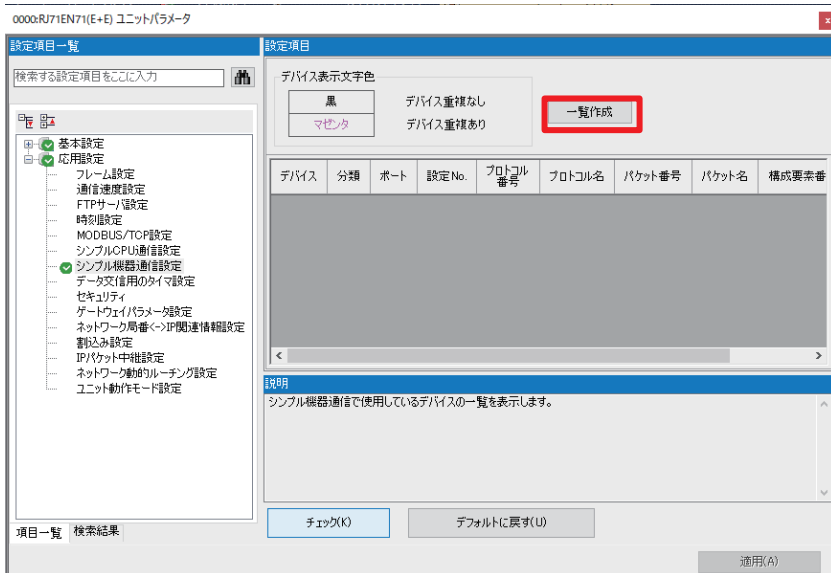 0000:RJ71EN71(E+E) ユニットパラメータ
設定項目一覧
検索する設定項目をここに入力
基本設定
応用設定
フレーム設定
通信速度設定
FTPサーバ設定
時刻設定
MODBUS/TCP設定
シンプルCPU通信設定
シンプル機器通信設定
データ交信用のタイマ設定
セキュリティ
ゲートウェイパラメータ設定
ネットワーク局番<->IP関連情報設定
割込み設定
IPパケット中継設定
ネットワーク動的ルーチング設定
ユニット動作モード設定
項目一覧 検索結果
設定項目
デバイス表示文字色
黒 デバイス重複なし
マゼンタ デバイス重複あり
一覧作成
デバイス 分類 ポート 設定No. プロトコル番号 プロトコル名 パケット番号 パケット名 構成要素番
説明
シンプル機器通信で使用しているデバイスの一覧を表示します。
チェック(K) デフォルトに戻す(U)
適用(A)